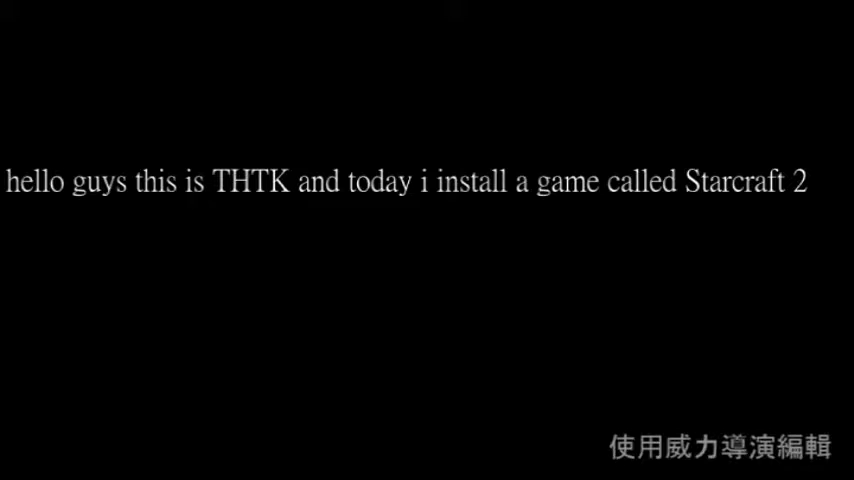 hello guys this is THTK and today i install a game called Starcraft 2
使用威力導演編輯